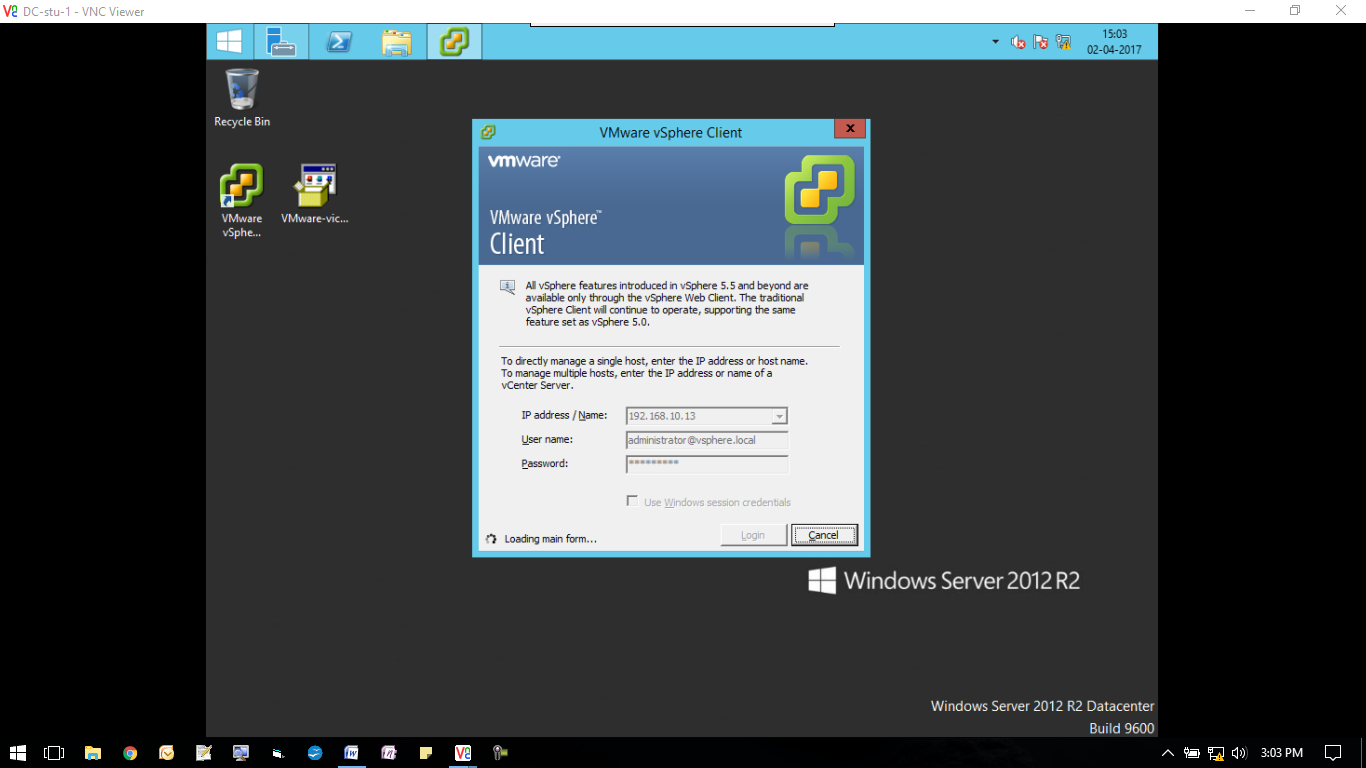 DC-stu-1 - VNC Viewer
15:03
02-04-2017
Recycle Bin
VMware vSphe...
VMware-vic...
VMware vSphere Client
vmware
VMware vSphere™
Client
All vSphere features introduced in vSphere 5.5 and beyond are
available only through the vSphere Web Client. The traditional
vSphere Client will continue to operate, supporting the same
feature set as vSphere 5.0.
To directly manage a single host, enter the IP address or host name.
To manage multiple hosts, enter the IP address or name of a
vCenter Server.
IP address / Name: 192.168.10.13
User name: administrator@vsphere.local
Password: *********
Use Windows session credentials
Loading main form...
Login
Cancel
Windows Server 2012 R2
Windows Server 2012 R2 Datacenter
Build 9600
3:03 PM